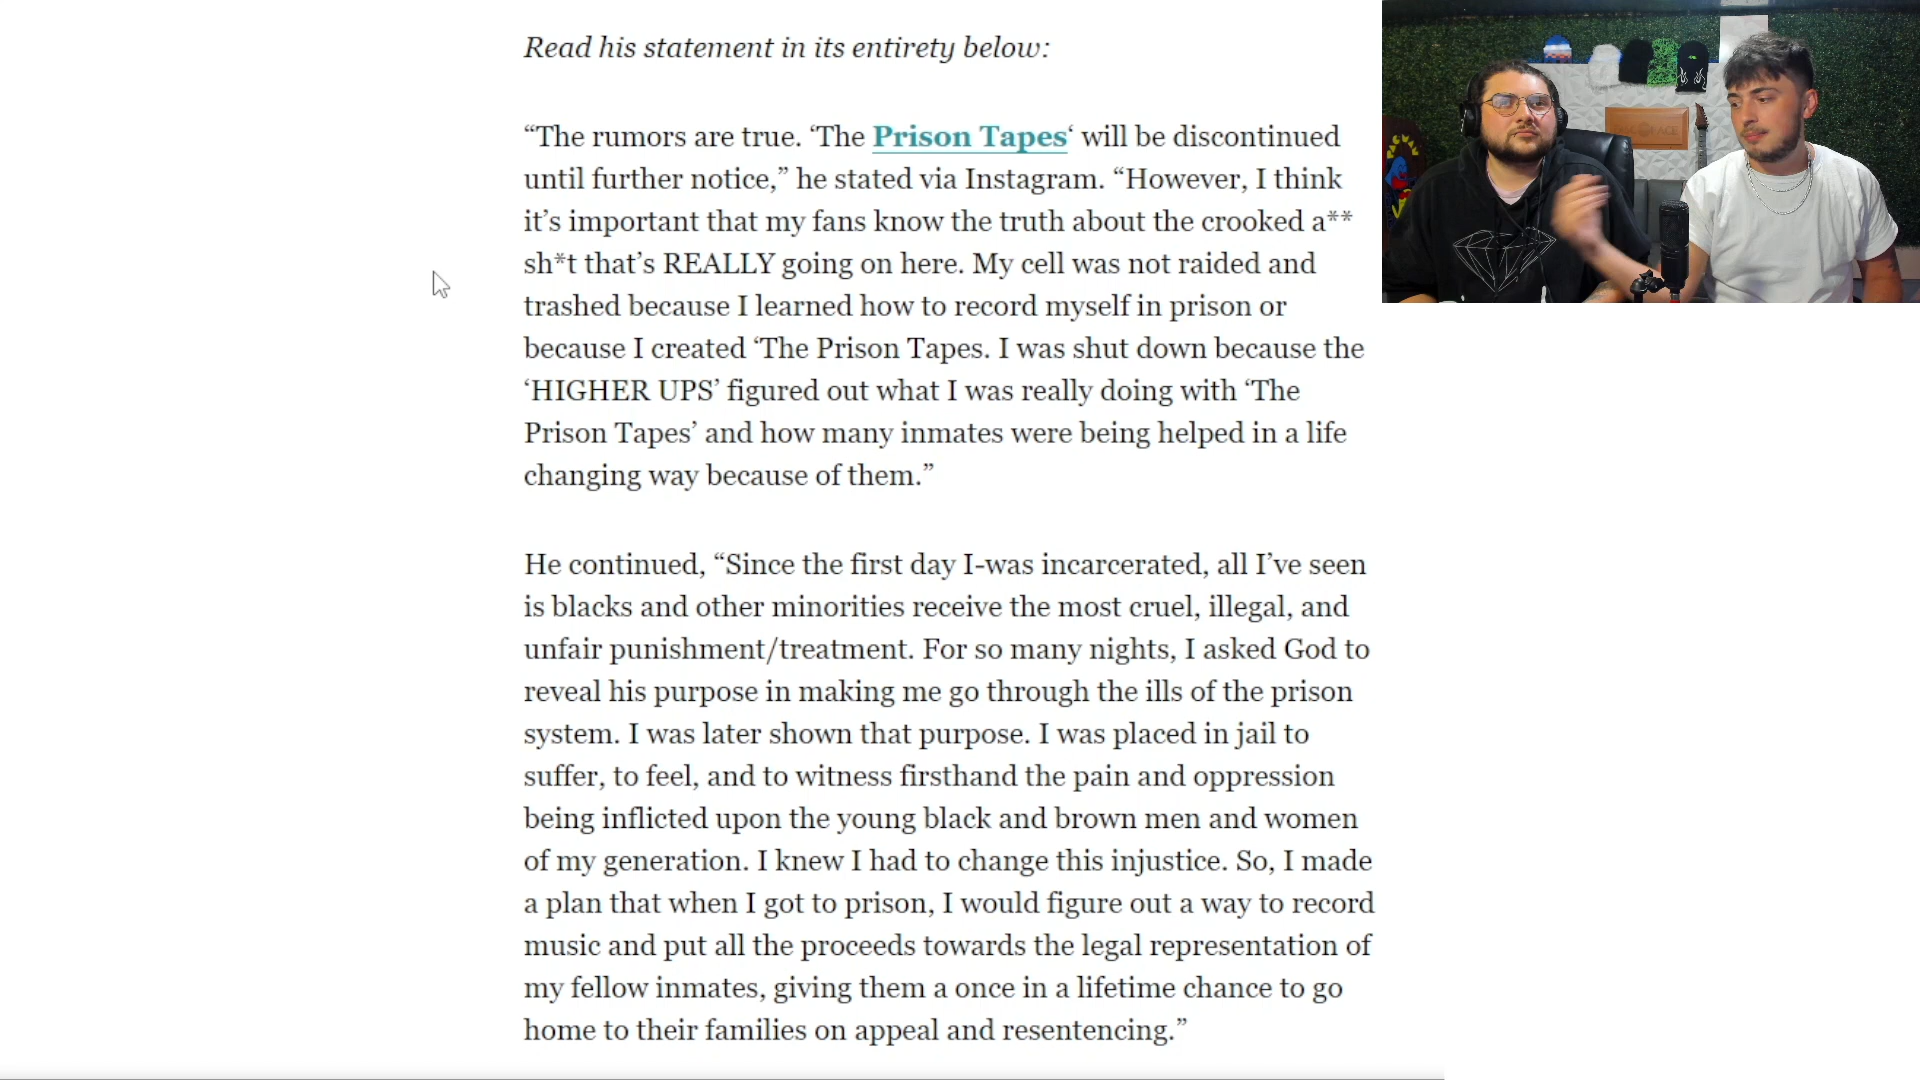 Read his statement in its entirety below:
“The rumors are true. ‘The Prison Tapes‘ will be discontinued
until further notice,” he stated via Instagram. “However, I think
it’s important that my fans know the truth about the crooked a**
sh*t that’s REALLY going on here. My cell was not raided and
trashed because I learned how to record myself in prison or
because I created ‘The Prison Tapes. I was shut down because the
‘HIGHER UPS’ figured out what I was really doing with ‘The
Prison Tapes’ and how many inmates were being helped in a life
changing way because of them.”
He continued, “Since the first day I-was incarcerated, all I’ve seen
is blacks and other minorities receive the most cruel, illegal, and
unfair punishment/treatment. For so many nights, I asked God to
reveal his purpose in making me go through the ills of the prison
system. I was later shown that purpose. I was placed in jail to
suffer, to feel, and to witness firsthand the pain and oppression
being inflicted upon the young black and brown men and women
of my generation. I knew I had to change this injustice. So, I made
a plan that when I got to prison, I would figure out a way to record
music and put all the proceeds towards the legal representation of
my fellow inmates, giving them a once in a lifetime chance to go
home to their families on appeal and resentencing.”